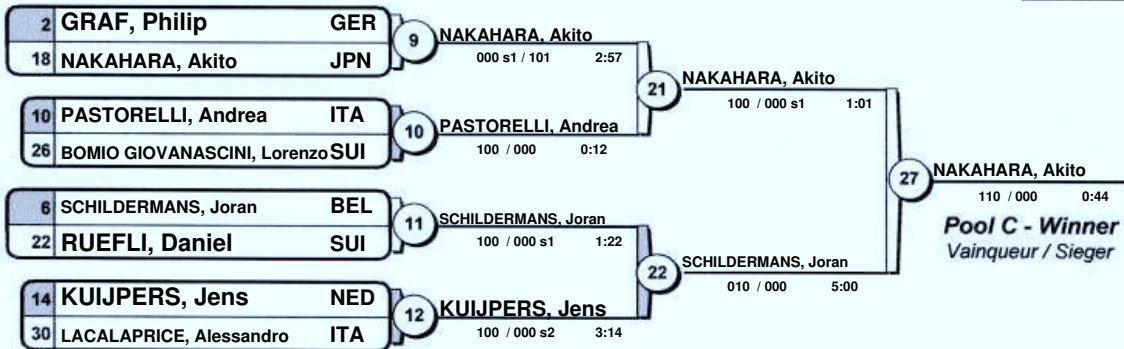 2 GRAF, Philip GER
18 NAKAHARA, Akito JPN
9
NAKAHARA, Akito
000 s1 / 101 2:57
10 PASTORELLI, Andrea ITA
26 BOMIO GIOVANASCINI, Lorenzo SUI
10
PASTORELLI, Andrea
100 / 000 0:12
21
NAKAHARA, Akito
100 / 000 s1 1:01
6 SCHILDERMANS, Joran BEL
22 RUEFLI, Daniel SUI
11
SCHILDERMANS, Joran
100 / 000 s1 1:22
14 KUIJPERS, Jens NED
30 LACALAPRICE, Alessandro ITA
12
KUIJPERS, Jens
100 / 000 s2 3:14
22
SCHILDERMANS, Joran
010 / 000 5:00
27
NAKAHARA, Akito
110 / 000 0:44
Pool C - Winner
Vainqueur / Sieger